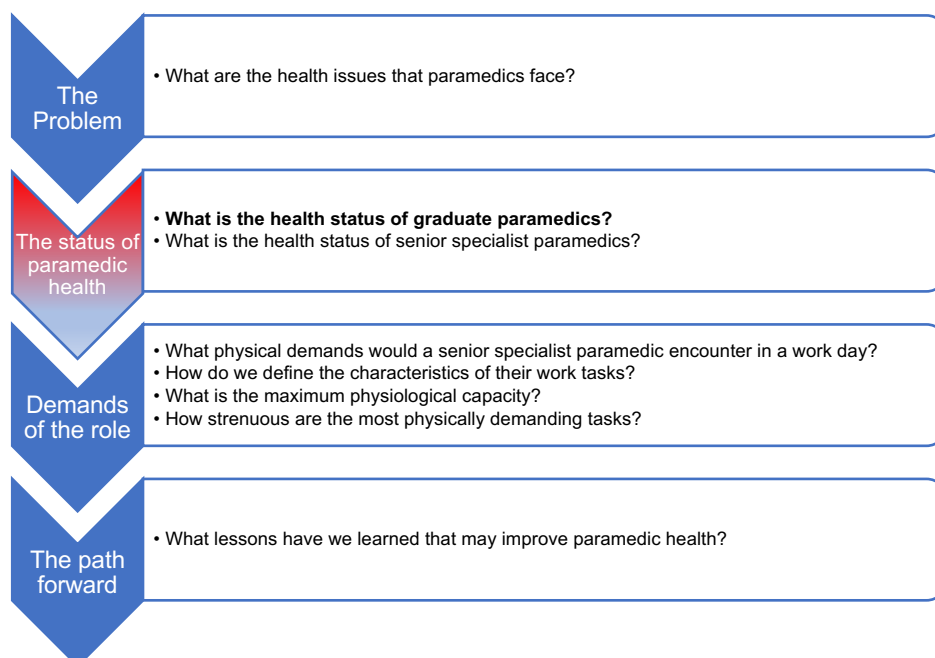 The
Problem
• What are the health issues that paramedics face?
The status of
paramedic
health
• What is the health status of graduate paramedics?
• What is the health status of senior specialist paramedics?
Demands
of the role
• What physical demands would a senior specialist paramedic encounter in a work day?
• How do we define the characteristics of their work tasks?
• What is the maximum physiological capacity?
• How strenuous are the most physically demanding tasks?
The path
forward
• What lessons have we learned that may improve paramedic health?